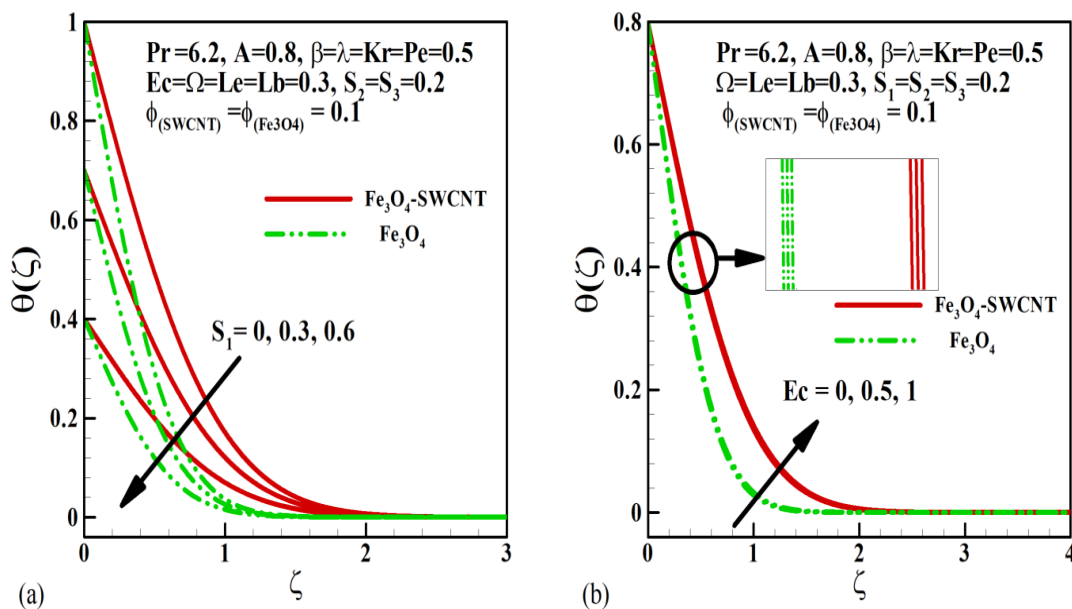 Pr =6.2, A=0.8, β=λ=Kr=Pe=0.5
Ec=Ω=Le=Lb=0.3, S₂=S₃=0.2
ϕ(SWCNT) =ϕ(Fe3O4) = 0.1
Fe₃O₄-SWCNT
Fe₃O₄
S₁= 0, 0.3, 0.6
θ(ζ)
1
0.8
0.6
0.4
0.2
0
0
1
2
3
ζ
(a)
Pr =6.2, A=0.8, β=λ=Kr=Pe=0.5
Ω=Le=Lb=0.3, S₁=S₂=S₃=0.2
ϕ(SWCNT) =ϕ(Fe3O4) = 0.1
Fe₃O₄-SWCNT
Fe₃O₄
Ec = 0, 0.5, 1
θ(ζ)
0.8
0.6
0.4
0.2
0
0
1
2
3
4
ζ
(b)